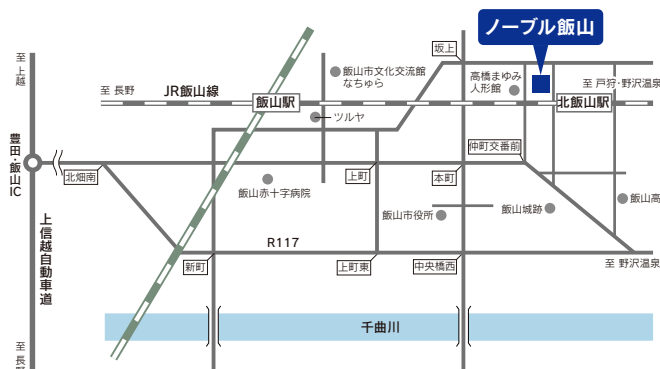 ノーブル飯山
坂上
至 上越
飯山市文化交流館
なちゅら
高橋まゆみ
人形館
至 戸狩・野沢温泉
至 長野
JR飯山線
飯山駅
北飯山駅
ツルヤ
豊田・飯山IC
仲町交番前
北畑南
上町
本町
飯山赤十字病院
飯山市役所
飯山城跡
飯山高
上信越自動車道
R117
新町
上町東
中央橋西
至 野沢温泉
千曲川